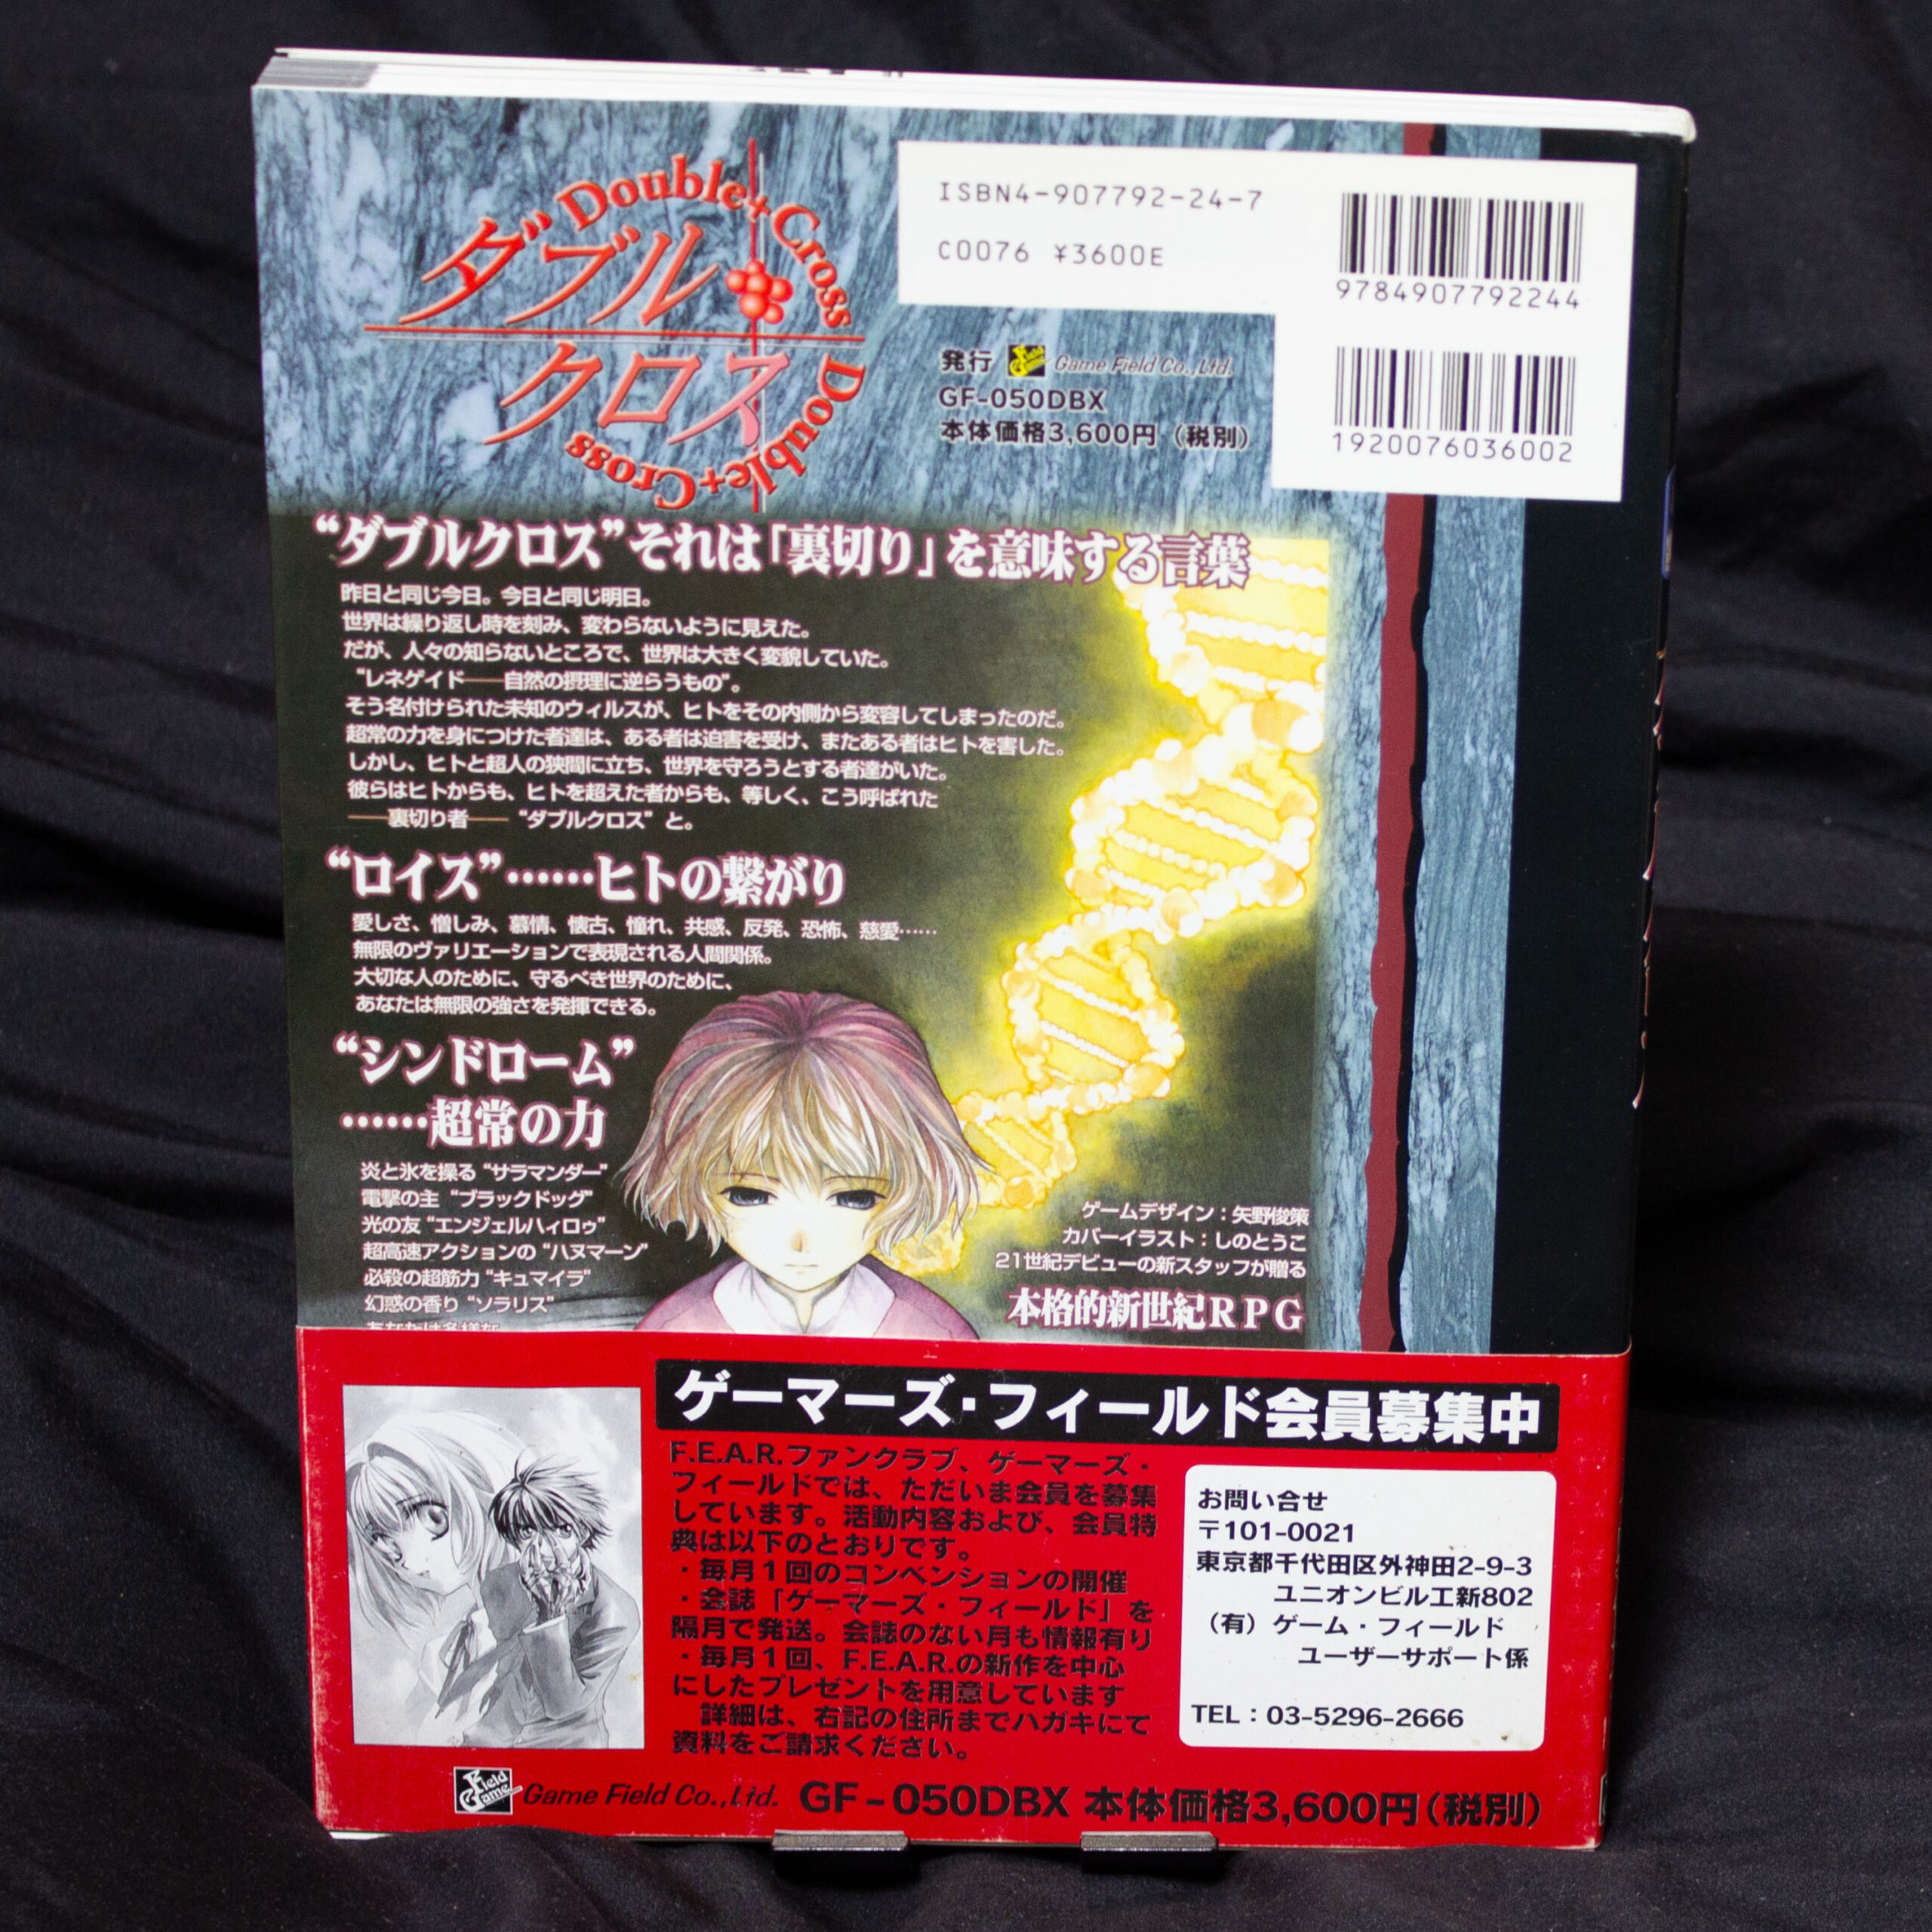 Double+Cross Double+Cross
ダブル
クロス
ISBN4-907792-24-7
C0076 ¥3600E
9784907792244
1920076036002
発行 Field Game Game Field Co.,Ltd.
GF-050DBX
本体価格3,600円（税別）
“ダブルクロス”それは「裏切り」を意味する言葉
昨日と同じ今日。今日と同じ明日。
世界は繰り返し時を刻み、変わらないように見えた。
だが、人々の知らないところで、世界は大きく変貌していた。
“レネゲイド――自然の摂理に逆らうもの”。
そう名付けられた未知のウィルスが、ヒトをその内側から変容してしまったのだ。
超常の力を身につけた者達は、ある者は迫害を受け、またある者はヒトを害した。
しかし、ヒトと超人の狭間に立ち、世界を守ろうとする者達がいた。
彼らはヒトからも、ヒトを超えた者からも、等しく、こう呼ばれた
――裏切り者――“ダブルクロス”と。
“ロイス”……ヒトの繋がり
愛しさ、憎しみ、慕情、懐古、憧れ、共感、反発、恐怖、慈愛……
無限のヴァリエーションで表現される人間関係。
大切な人のために、守るべき世界のために、
あなたは無限の強さを発揮できる。
“シンドローム”
……超常の力
炎と氷を操る“サラマンダー”
電撃の主“ブラックドッグ”
光の友“エンジェルハィロゥ”
超高速アクションの“ハヌマーン”
必殺の超筋力“キュマイラ”
幻惑の香り“ソラリス”
ゲームデザイン：矢野俊策
カバーイラスト：しのとうこ
21世紀デビューの新スタッフが贈る
本格的新世紀RPG
ゲーマーズ・フィールド会員募集中
F.E.A.R.ファンクラブ、ゲーマーズ・
フィールドでは、ただいま会員を募集
しています。活動内容および、会員特
典は以下のとおりです。
・毎月１回のコンベンションの開催
・会誌「ゲーマーズ・フィールド」を
隔月で発送。会誌のない月も情報有り
・毎月１回、F.E.A.R.の新作を中心
にしたプレゼントを用意しています
詳細は、右記の住所までハガキにて
資料をご請求ください。
お問い合せ
〒101-0021
東京都千代田区外神田2-9-3
ユニオンビル工新802
（有）ゲーム・フィールド
ユーザーサポート係
TEL：03-5296-2666
Field Game Game Field Co.,Ltd. GF-050DBX 本体価格3,600円（税別）